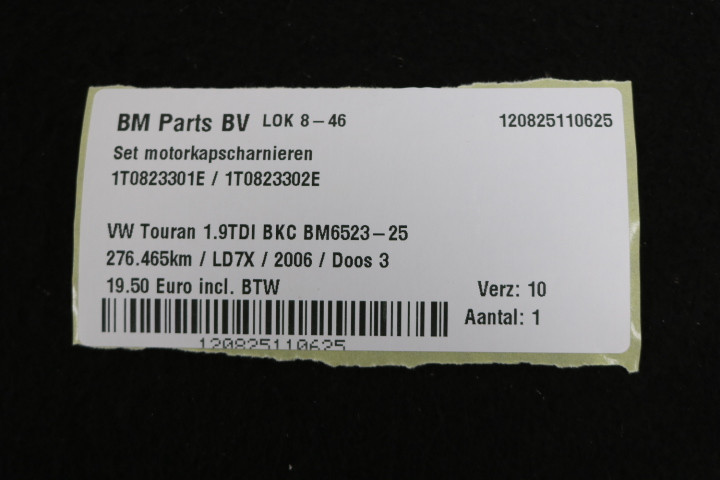 BM Parts BV LOK 8-46 120825110625
Set motorkapscharnieren
1T0823301E / 1T0823302E
VW Touran 1.9TDI BKC BM6523-25
276.465km / LD7X / 2006 / Doos 3
19.50 Euro incl. BTW Verz: 10
Aantal: 1
120825110625